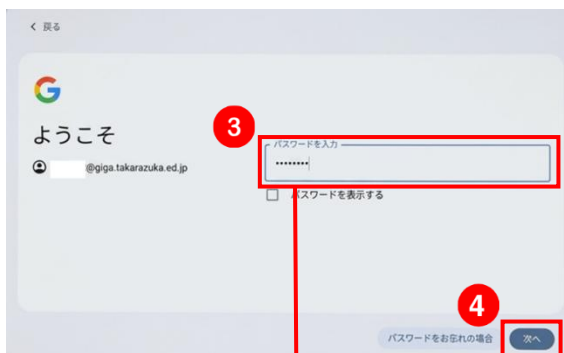 戻る
G
ようこそ
3
パスワードを入力
@giga.takarazuka.ed.jp
••••••••
パスワードを表示する
4
パスワードをお忘れの場合
次へ